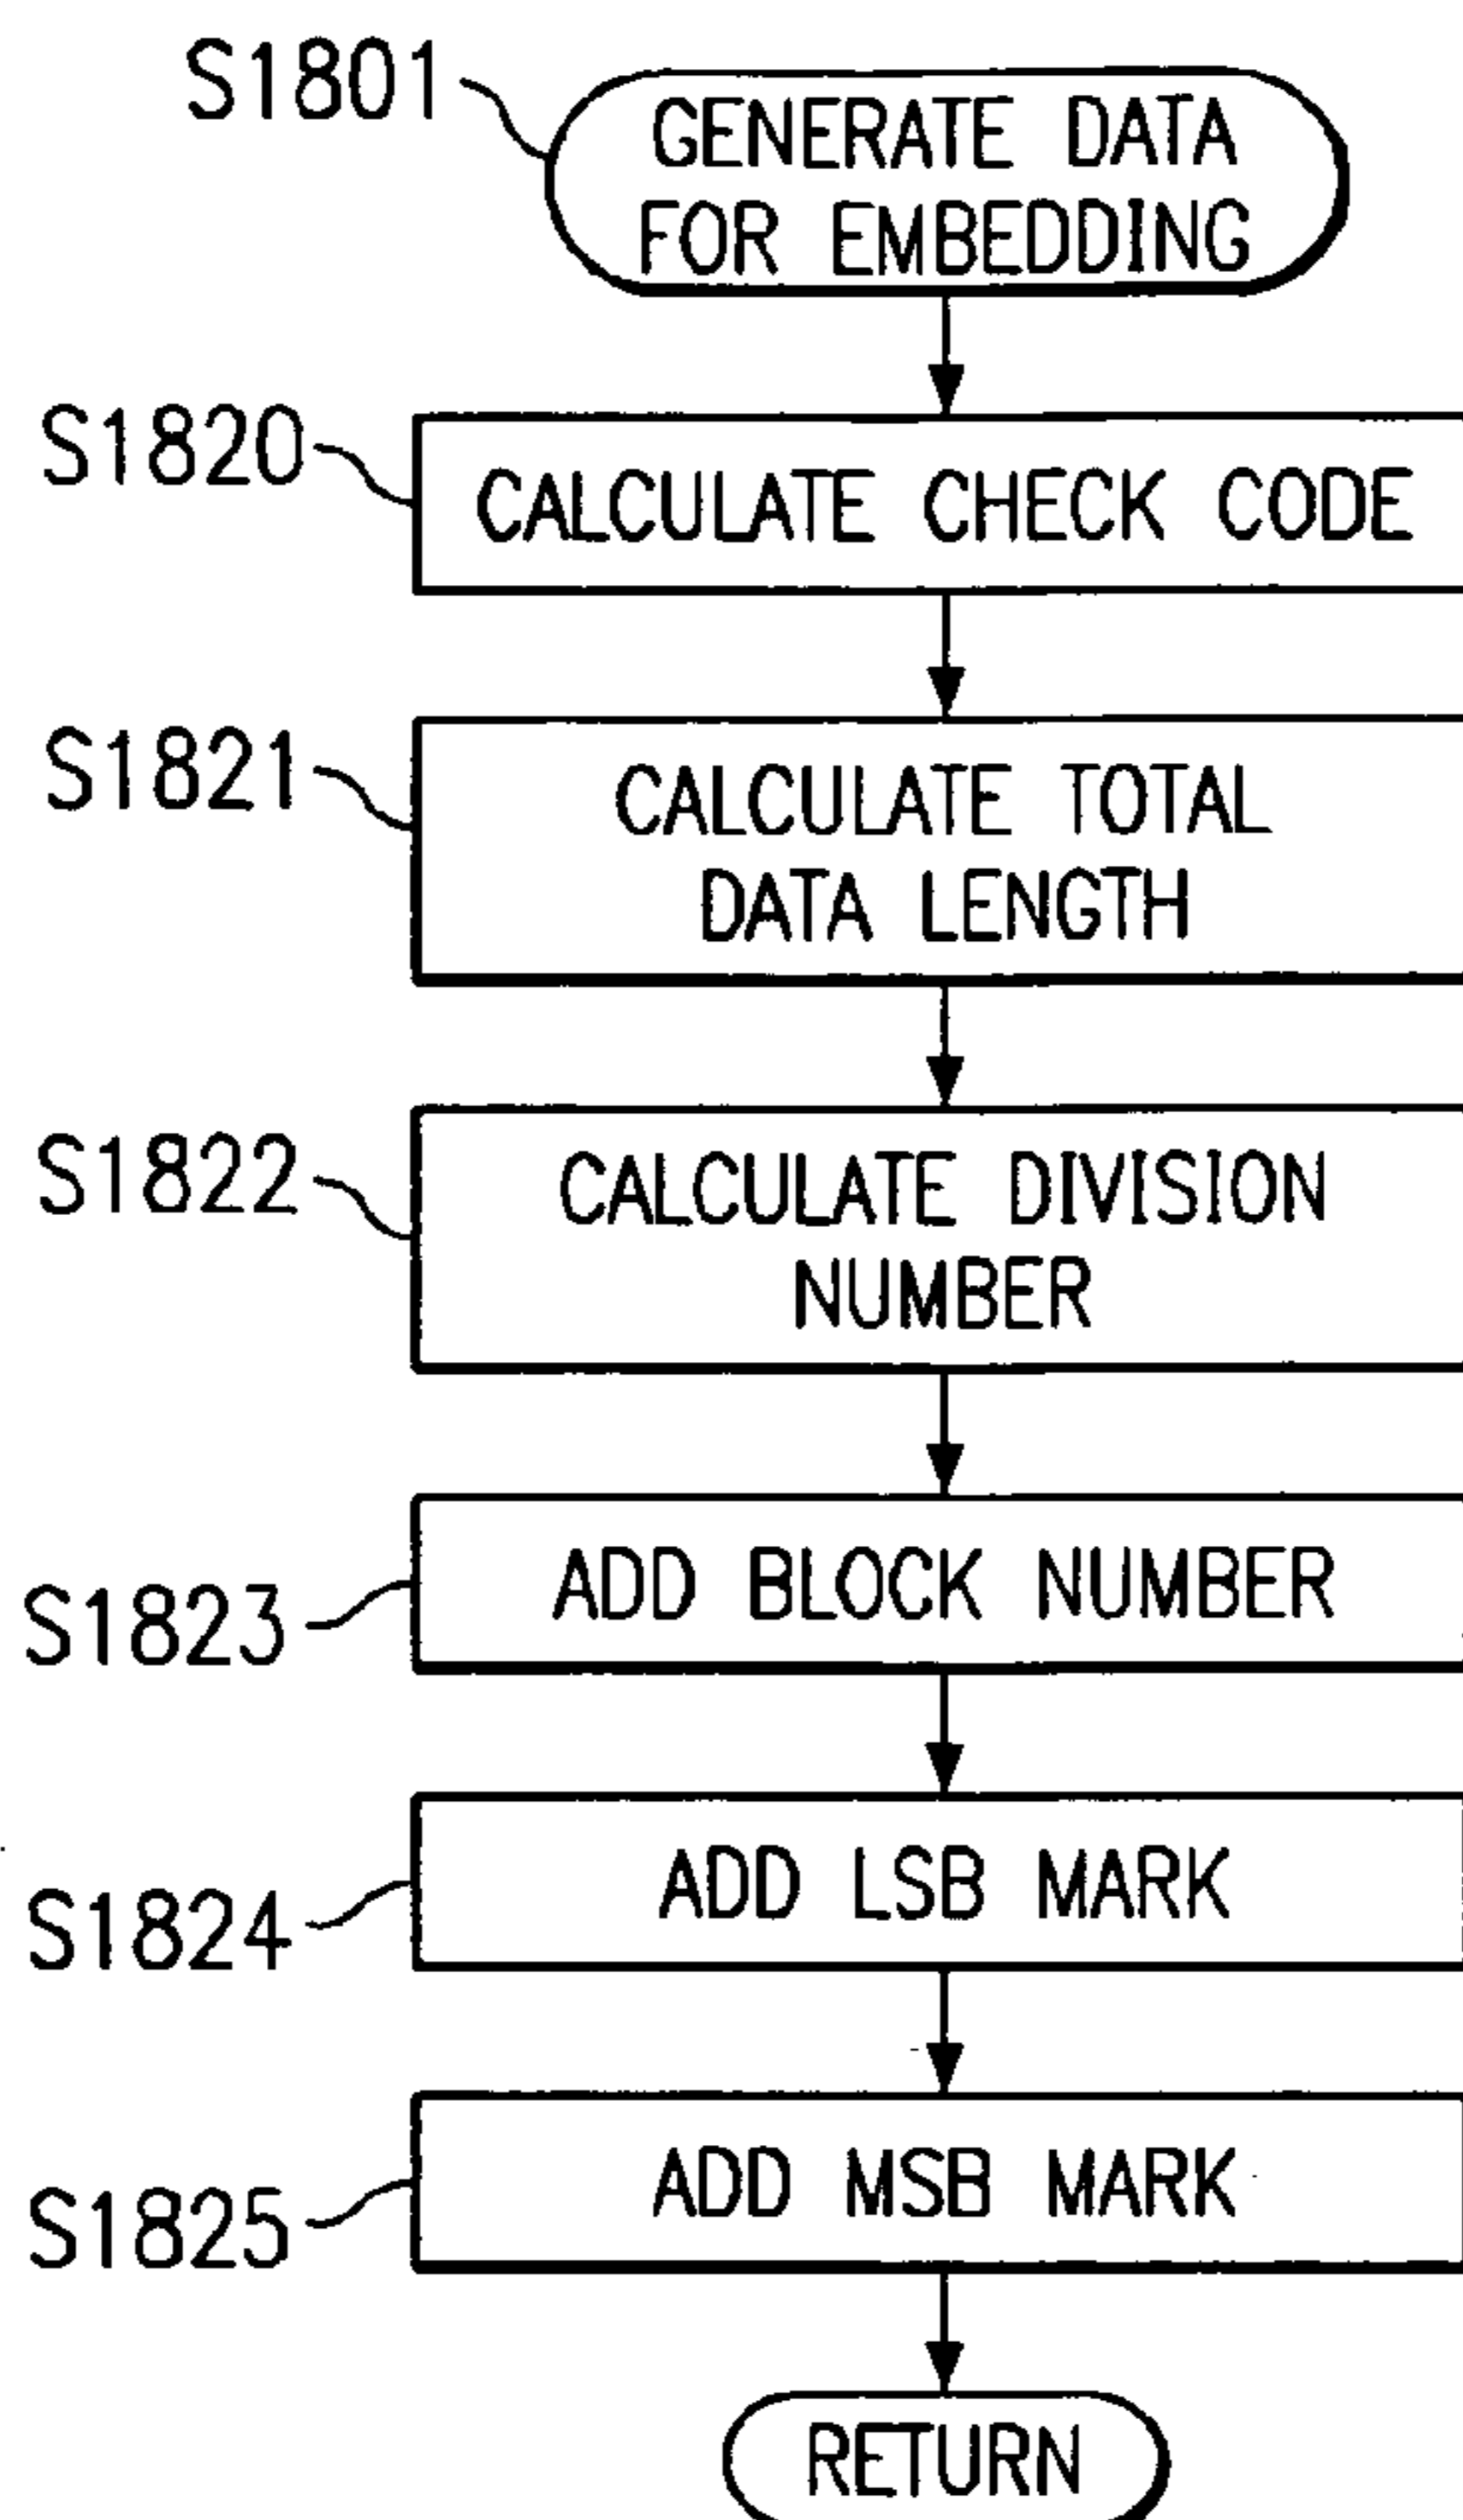 S1801
GENERATE DATA
FOR EMBEDDING
S1820
CALCULATE CHECK CODE
S1821
CALCULATE TOTAL
DATA LENGTH
S1822
CALCULATE DIVISION
NUMBER
S1823
ADD BLOCK NUMBER
S1824
ADD LSB MARK
S1825
ADD MSB MARK
RETURN